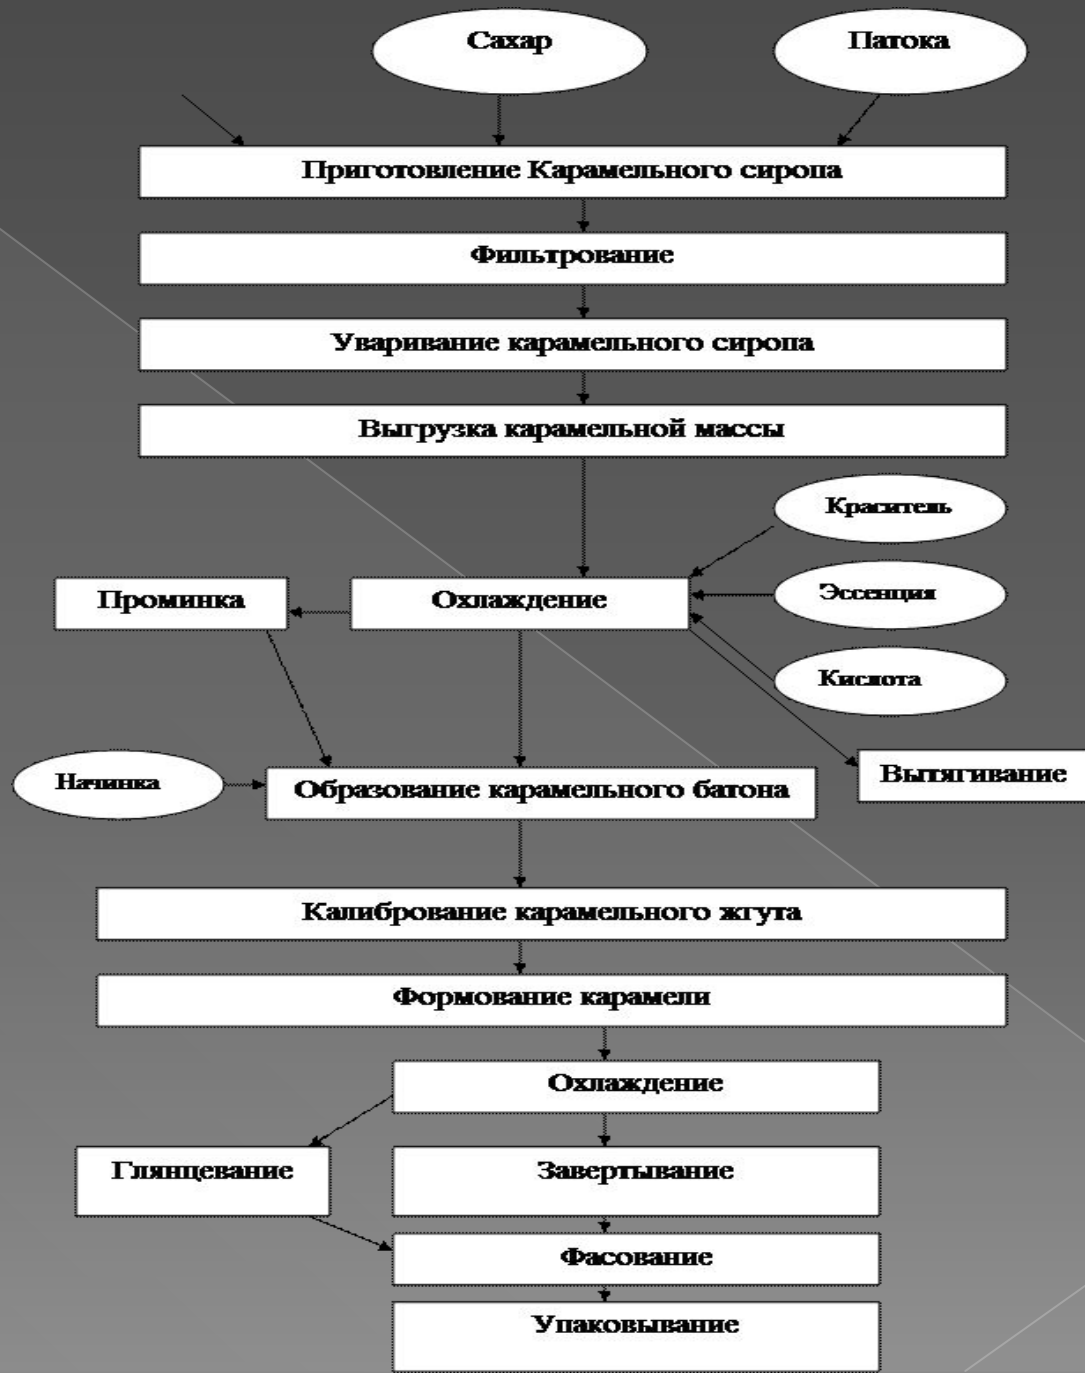 Сахар
Патока
Приготовление Карамельного сиропа
Фильтрование
Уваривание карамельного сиропа
Выгрузка карамельной массы
Краситель
Проминка
Охлаждение
Эссенция
Кислота
Вытягивание
Начинка
Образование карамельного батона
Калибрование карамельного жгута
Формование карамели
Охлаждение
Глянцевание
Завертывание
Фасование
Упаковывание